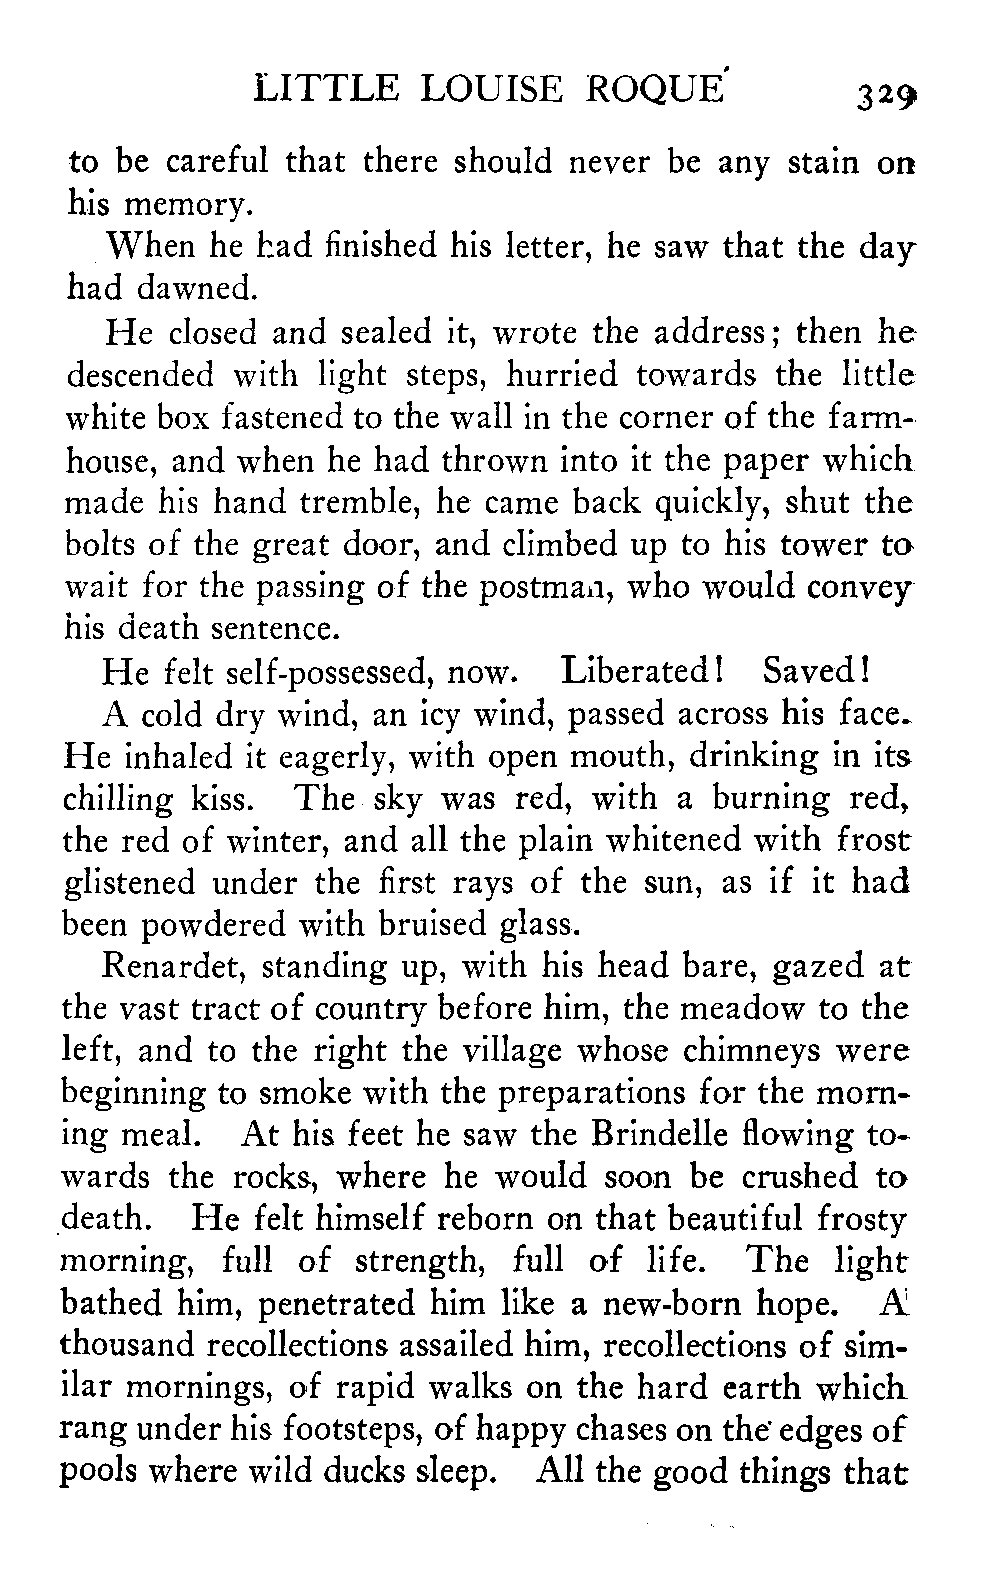 LITTLE LOUISE ROQUE 329
to be careful that there should never be any stain on
his memory.
When he had finished his letter, he saw that the day
had dawned.
He closed and sealed it, wrote the address; then he
descended with light steps, hurried towards the little
white box fastened to the wall in the corner of the farm-
house, and when he had thrown into it the paper which
made his hand tremble, he came back quickly, shut the
bolts of the great door, and climbed up to his tower to
wait for the passing of the postman, who would convey
his death sentence.
He felt self-possessed, now. Liberated! Saved!
A cold dry wind, an icy wind, passed across his face.
He inhaled it eagerly, with open mouth, drinking in its
chilling kiss. The sky was red, with a burning red,
the red of winter, and all the plain whitened with frost
glistened under the first rays of the sun, as if it had
been powdered with bruised glass.
Renardet, standing up, with his head bare, gazed at
the vast tract of country before him, the meadow to the
left, and to the right the village whose chimneys were
beginning to smoke with the preparations for the morn-
ing meal. At his feet he saw the Brindelle flowing to-
wards the rocks, where he would soon be crushed to
death. He felt himself reborn on that beautiful frosty
morning, full of strength, full of life. The light
bathed him, penetrated him like a new-born hope. A
thousand recollections assailed him, recollections of sim-
ilar mornings, of rapid walks on the hard earth which
rang under his footsteps, of happy chases on the edges of
pools where wild ducks sleep. All the good things that